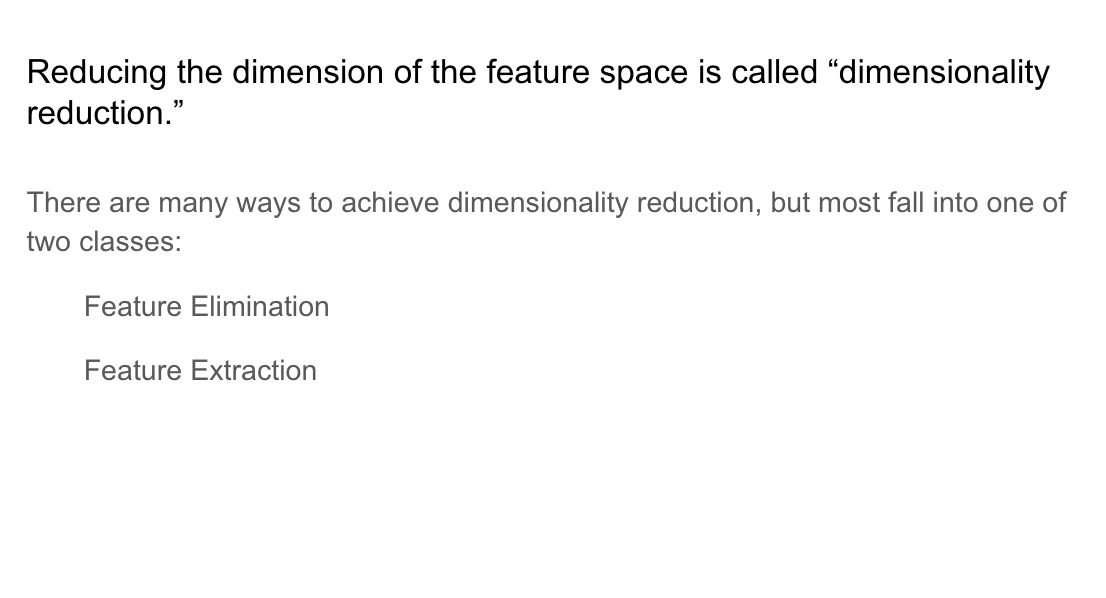 Reducing the dimension of the feature space is called “dimensionality
reduction.”
There are many ways to achieve dimensionality reduction, but most fall into one of
two classes:
Feature Elimination
Feature Extraction